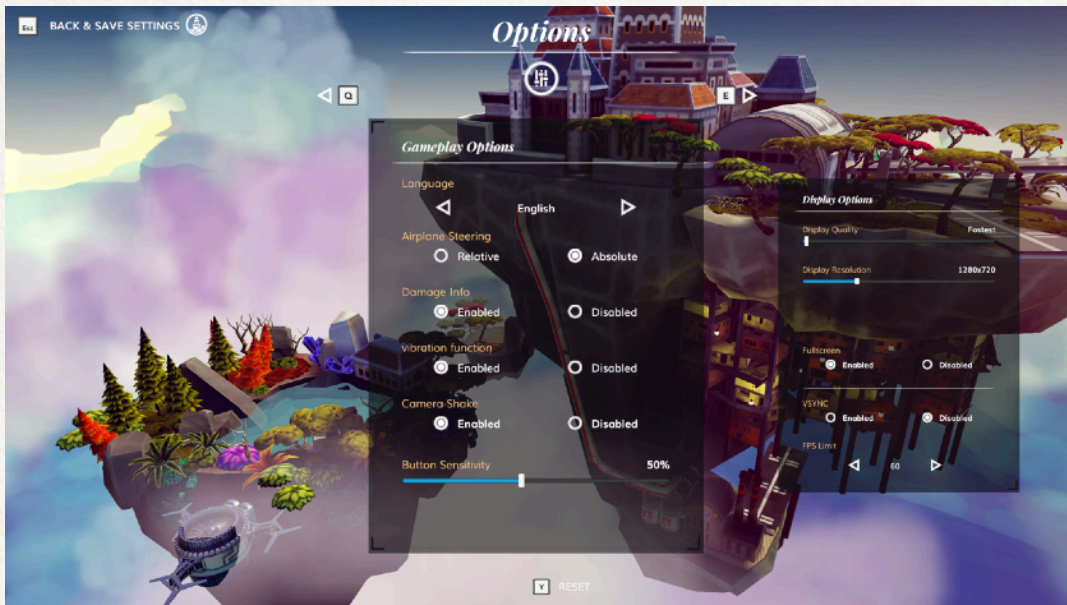 Esc BACK & SAVE SETTINGS
Options
Q
E
Gameplay Options
Language
English
Airplane Steering
Relative Absolute
Damage Info
Enabled Disabled
vibration function
Enabled Disabled
Camera-Shake
Enabled Disabled
Button Sensitivity 50%
Display Options
Display Quality Fastest
Display Resolution 1280x720
Fullscreen
Enabled Disabled
VSYNC
Enabled Disabled
FPS Limit
60
Y RESET